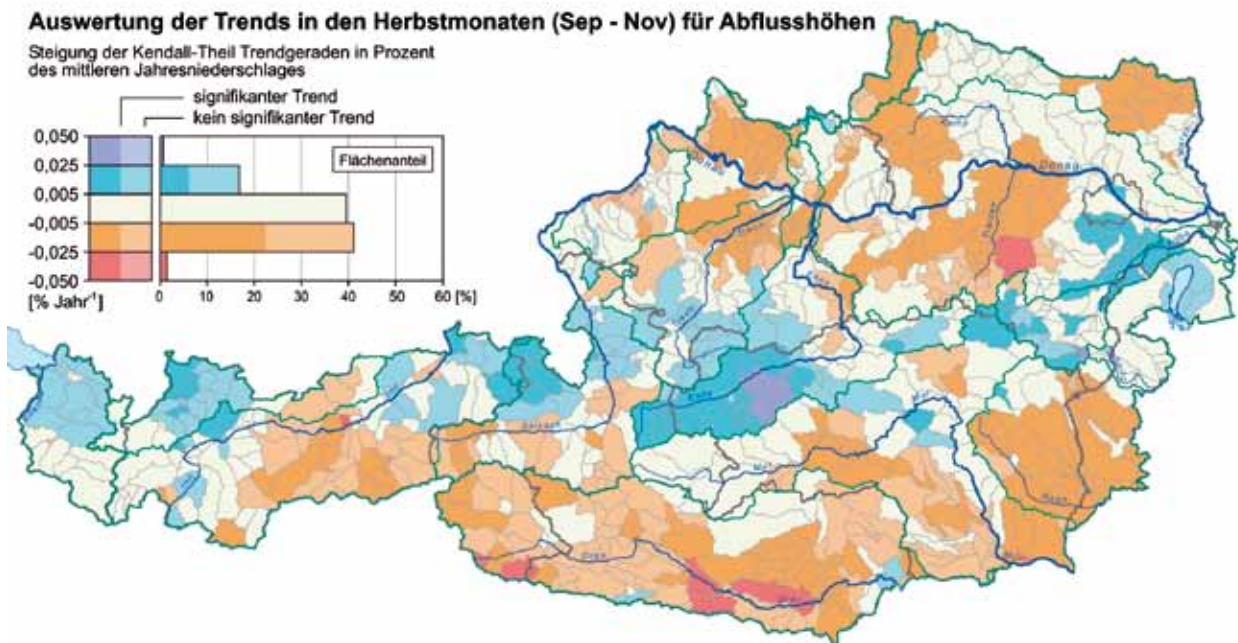 Auswertung der Trends in den Herbstmonaten (Sep - Nov) für Abflusshöhen
Steigung der Kendall-Theil Trendgeraden in Prozent
des mittleren Jahresniederschlages
signifikanter Trend
kein signifikanter Trend
0,050
0,025
0,005
-0,005
-0,025
-0,050
[% Jahr⁻¹]
Flächenanteil
0 10 20 30 40 50 60 [%]
Donau
Donau
Enns
Salzach
Mur
Mur
Drau
Raab